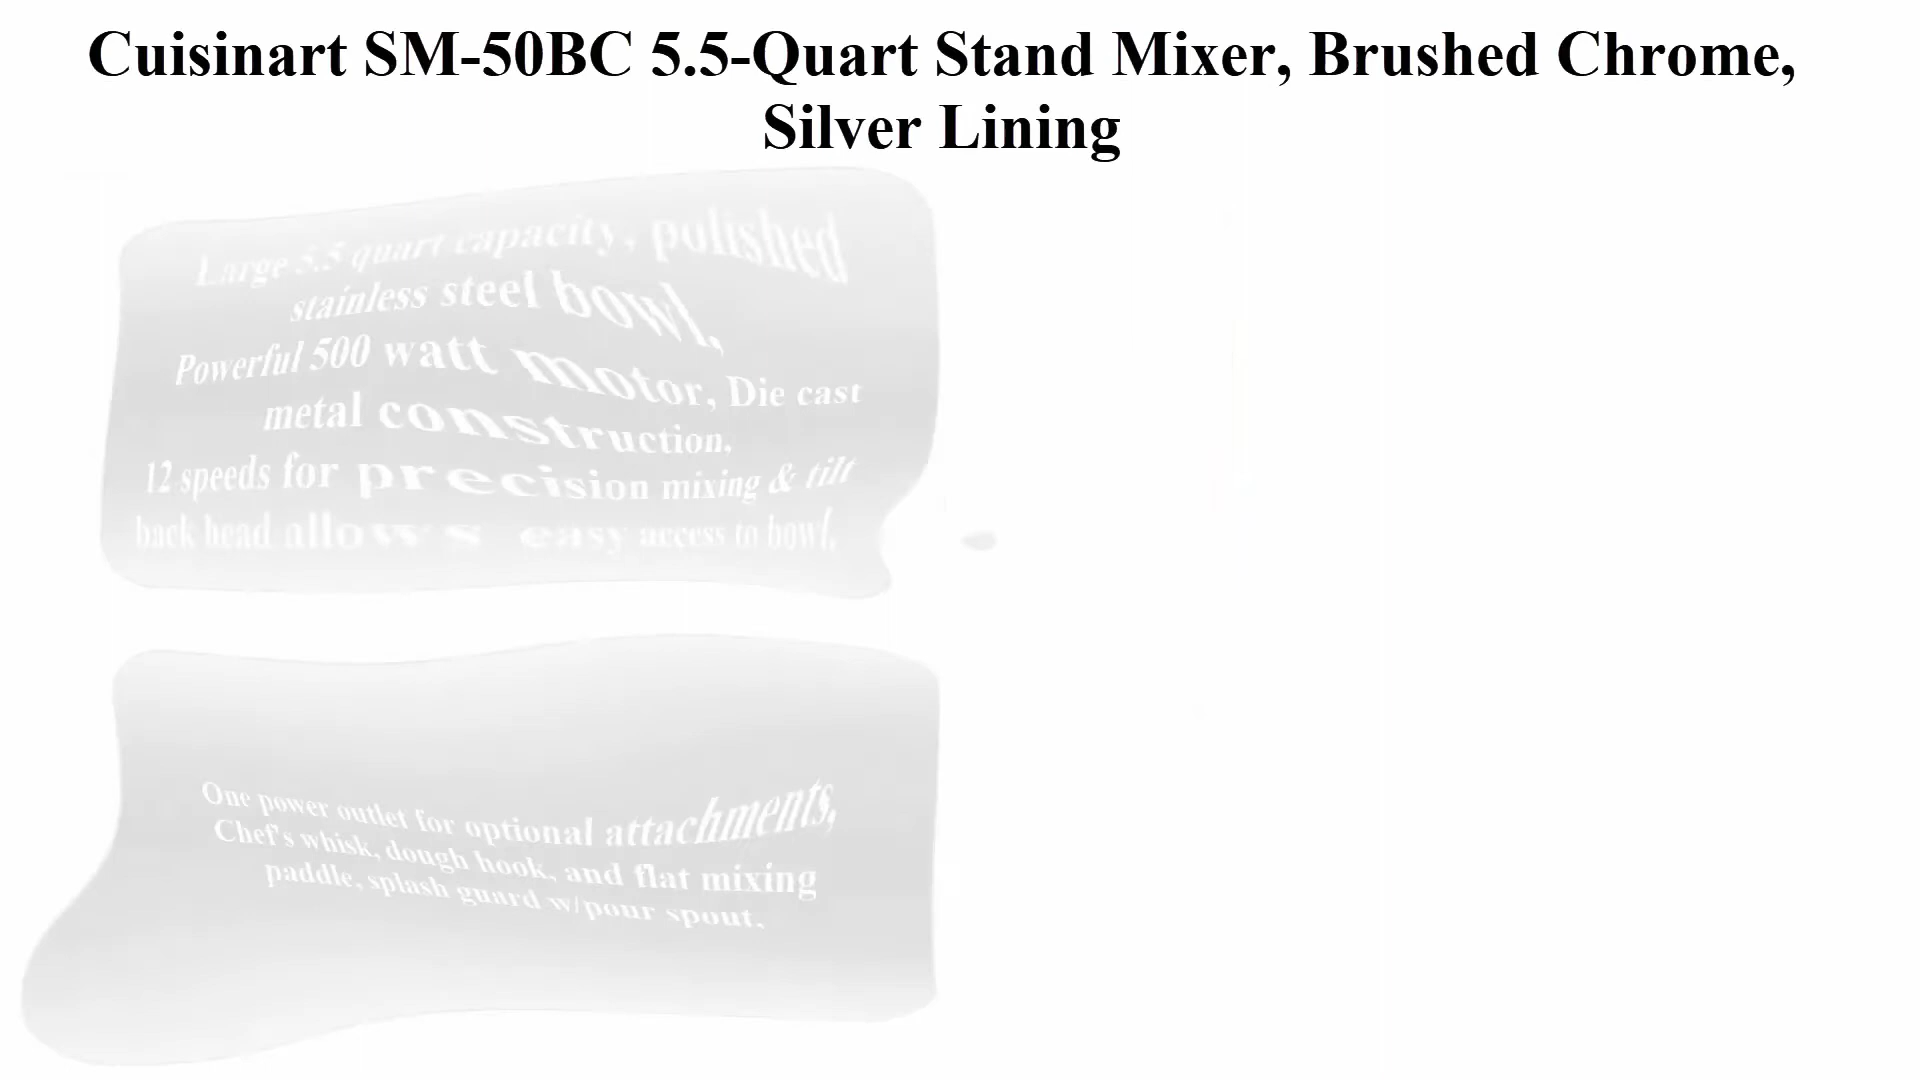 Cuisinart SM-50BC 5.5-Quart Stand Mixer, Brushed Chrome,
Silver Lining
Large 5.5 quart capacity, polished
stainless steel bowl,
Powerful 500 watt motor, Die cast
metal construction,
12 speeds for precision mixing & tilt
back head allows easy access to bowl,
One power outlet for optional attachments,
Chef's whisk, dough hook, and flat mixing
paddle, splash guard w/pour spout,